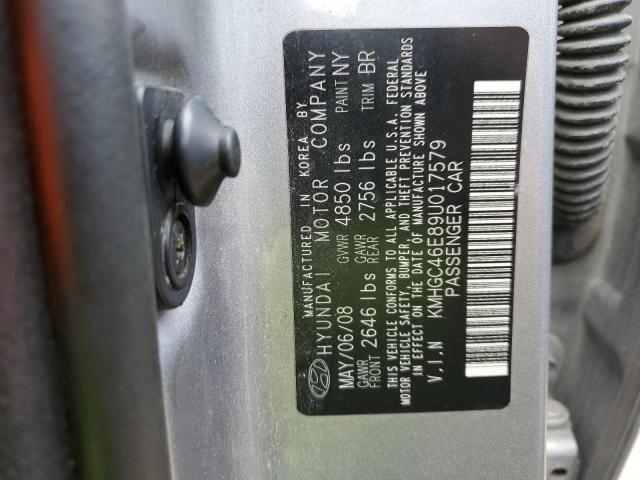 MANUFACTURED IN KOREA BY
HYUNDAI MOTOR COMPANY
MAY/06/08 GVWR 4850 lbs PAINT NY
GAWR FRONT 2646 lbs GAWR REAR 2756 lbs TRIM BR
THIS VEHICLE CONFORMS TO ALL APPLICABLE U.S.A. FEDERAL
MOTOR VEHICLE SAFETY, BUMPER, AND THEFT PREVENTION STANDARDS
IN EFFECT ON THE DATE OF MANUFACTURE SHOWN ABOVE
V.I.N KMHGC46E89U017579
PASSENGER CAR